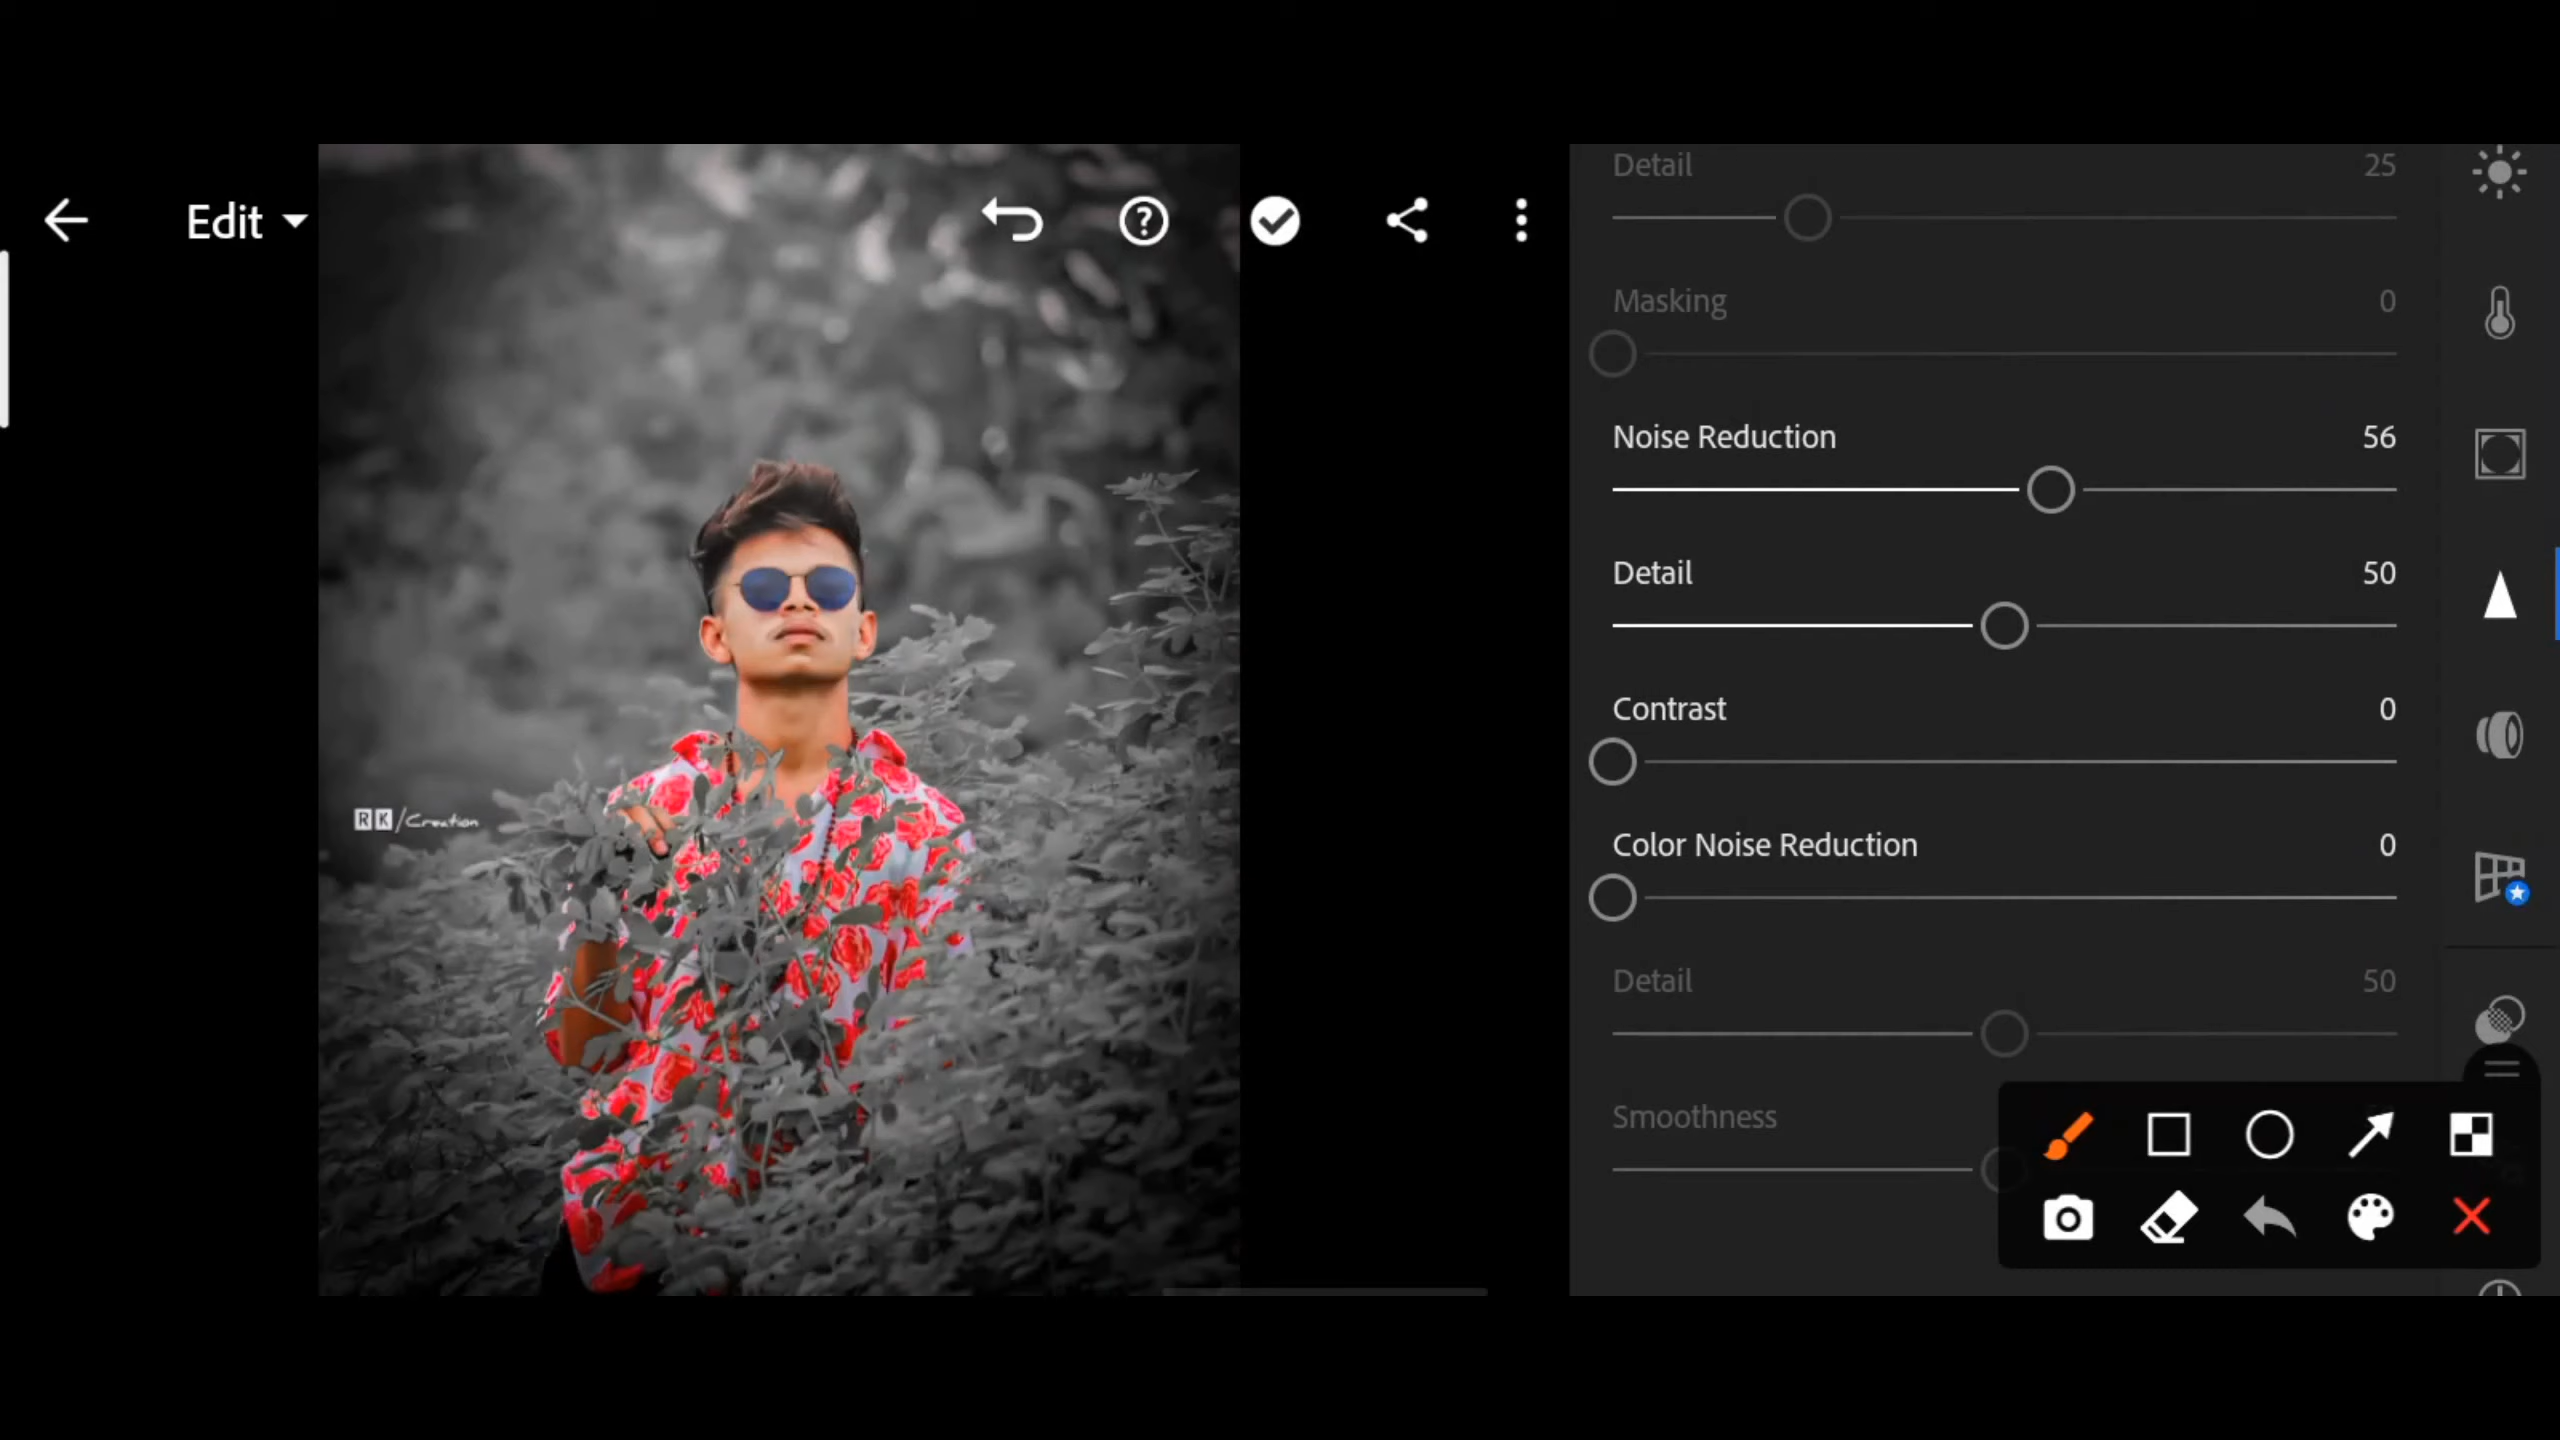 Edit
RK/Creation
Detail 25
Masking 0
Noise Reduction 56
Detail 50
Contrast 0
Color Noise Reduction 0
Detail 50
Smoothness